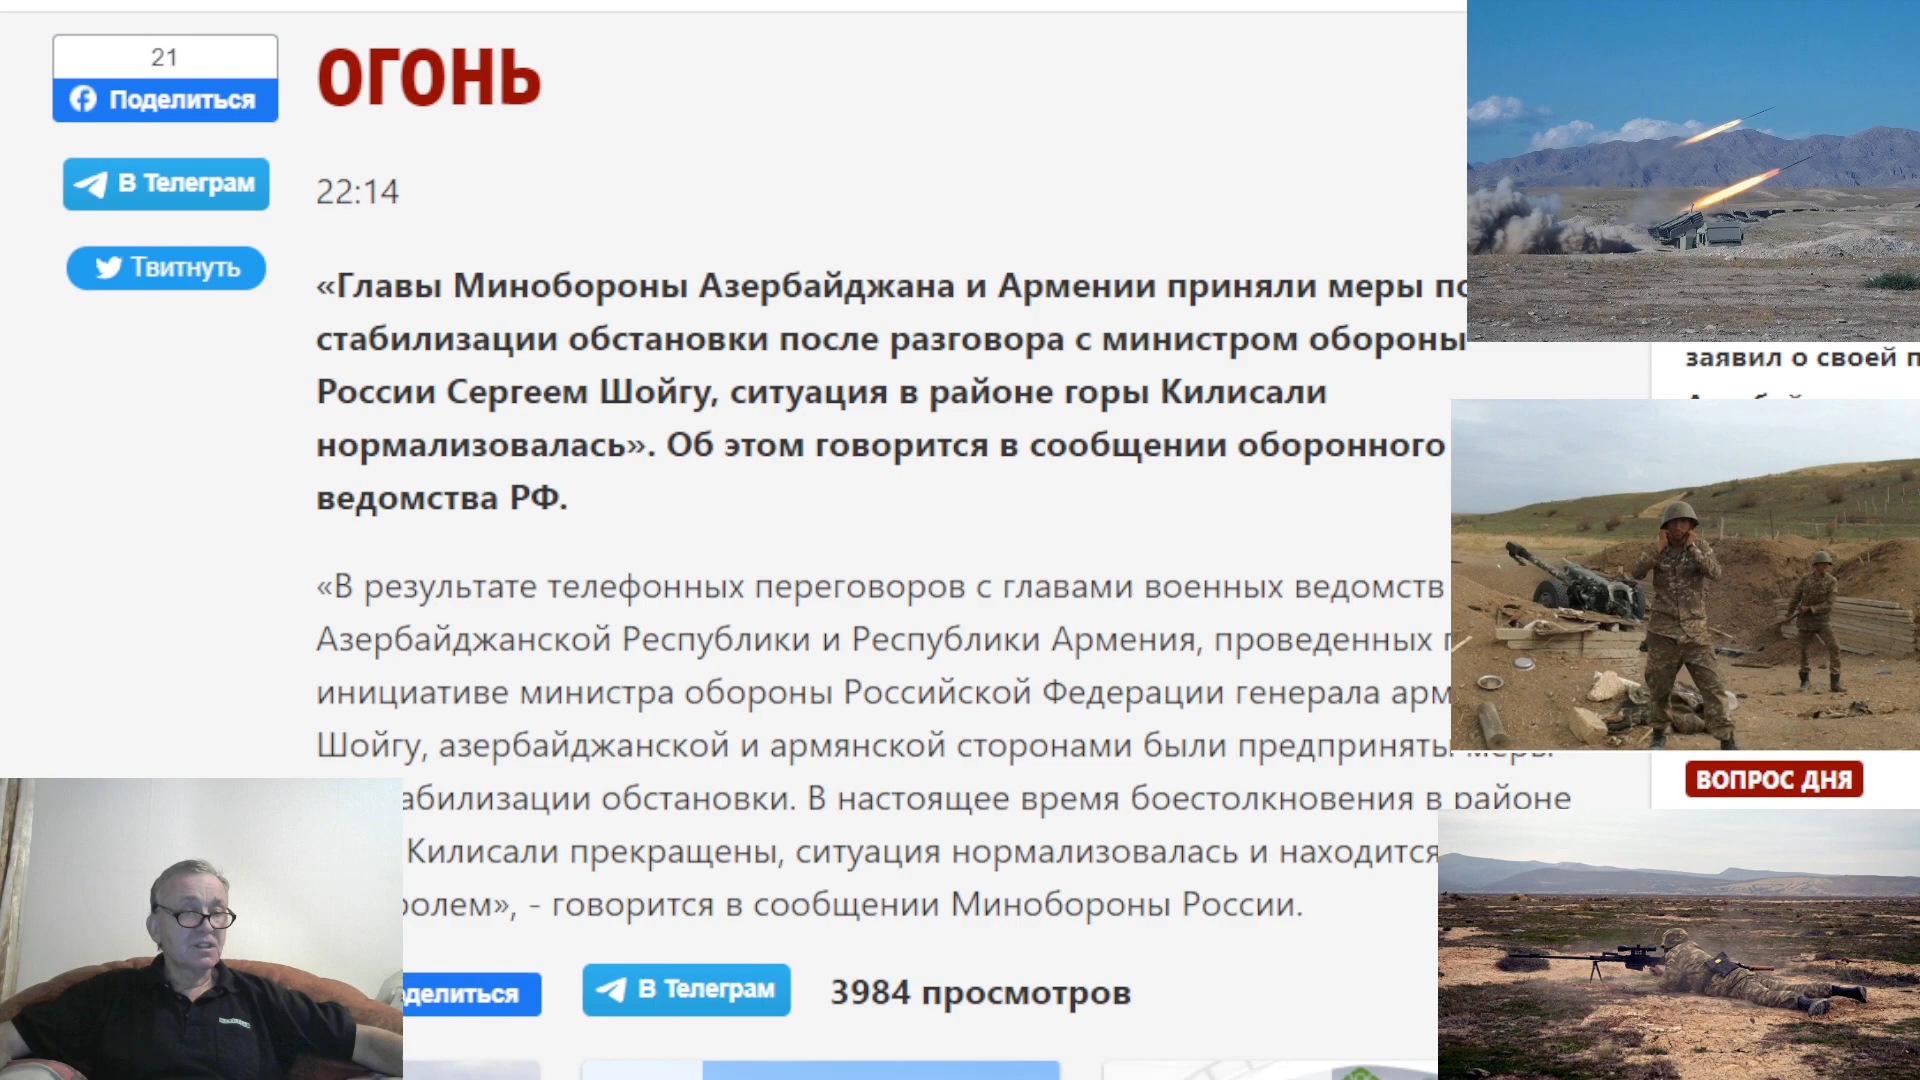 21
Поделиться
В Телеграм
Твитнуть
ОГОНЬ
22:14
«Главы Минобороны Азербайджана и Армении приняли меры по
стабилизации обстановки после разговора с министром обороны
России Сергеем Шойгу, ситуация в районе горы Килисали
нормализовалась». Об этом говорится в сообщении оборонного
ведомства РФ.
«В результате телефонных переговоров с главами военных ведомств
Азербайджанской Республики и Республики Армения, проведенных
инициативе министра обороны Российской Федерации генерала арм
Шойгу, азербайджанской и армянской сторонами были предприняты меры
абилизации обстановки. В настоящее время боестолкновения в районе
Килисали прекращены, ситуация нормализовалась и находится
ролем», - говорится в сообщении Минобороны России.
делиться
В Телеграм
3984 просмотров
заявил о своей п
ВОПРОС ДНЯ